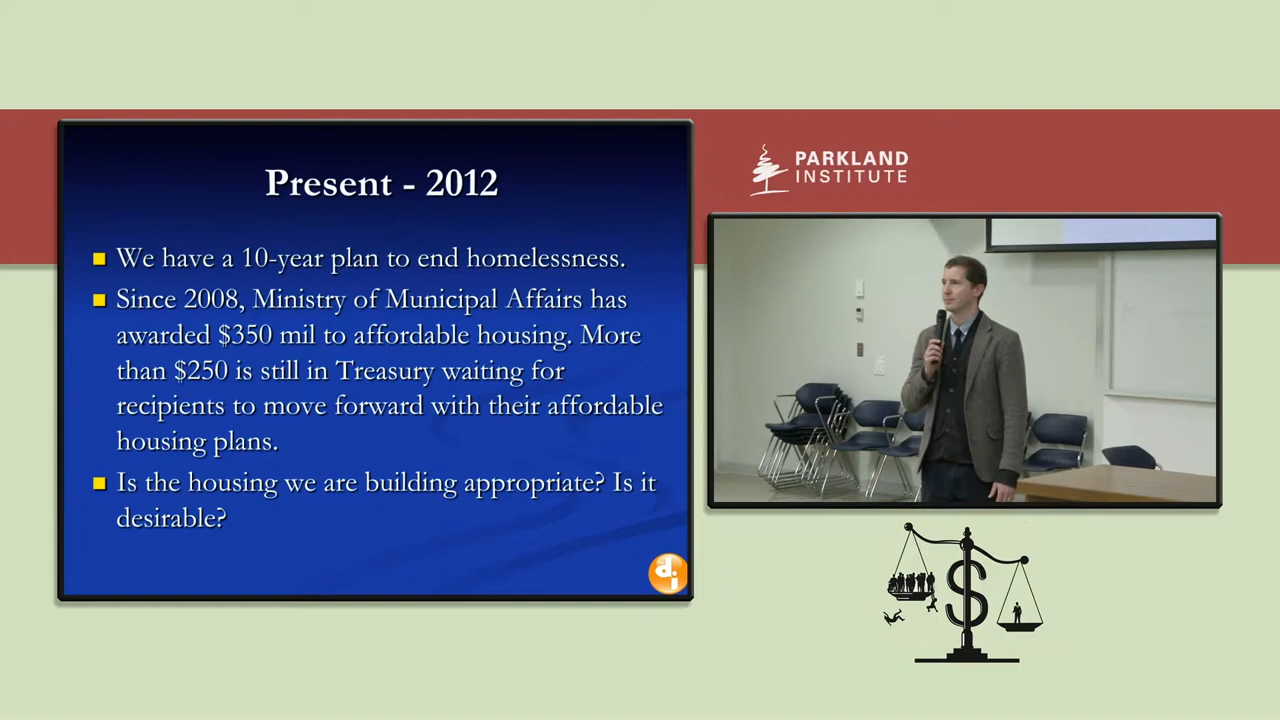 Present - 2012
We have a 10-year plan to end homelessness.
Since 2008, Ministry of Municipal Affairs has
awarded $350 mil to affordable housing. More
than $250 is still in Treasury waiting for
recipients to move forward with their affordable
housing plans.
Is the housing we are building appropriate? Is it
desirable?
d.i
PARKLAND
INSTITUTE
$